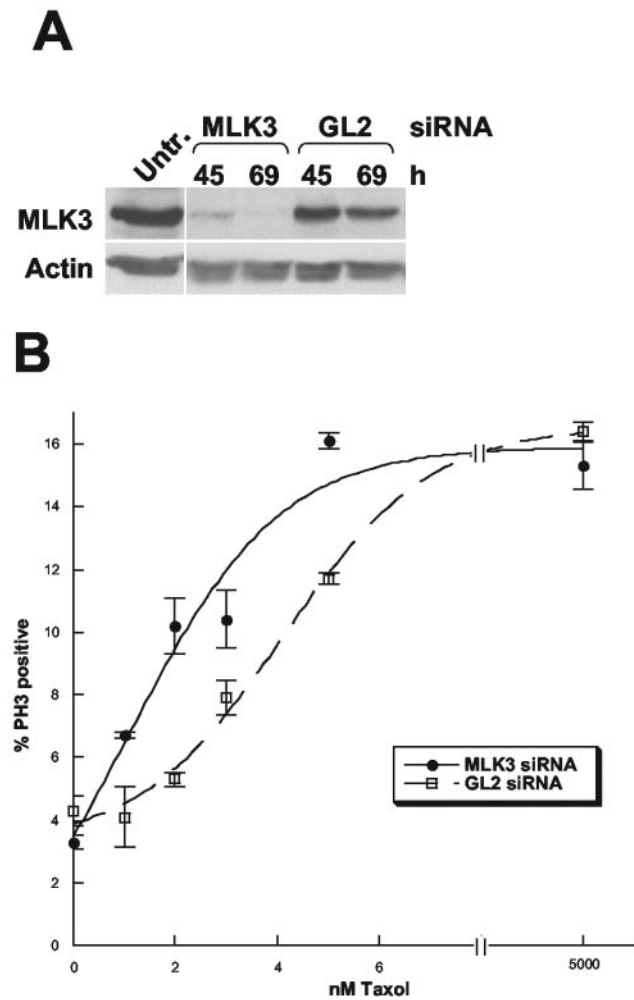 A
MLK3 GL2 siRNA
Untr. 45 69 45 69 h
MLK3
Actin
B
16
14
12
10
8
6
4
2
0
% PH3 positive
MLK3 siRNA
GL2 siRNA
0 2 4 6 5000
nM Taxol